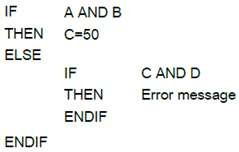 IF A AND B
THEN C=50
ELSE
IF C AND D
THEN Error message
ENDIF
ENDIF